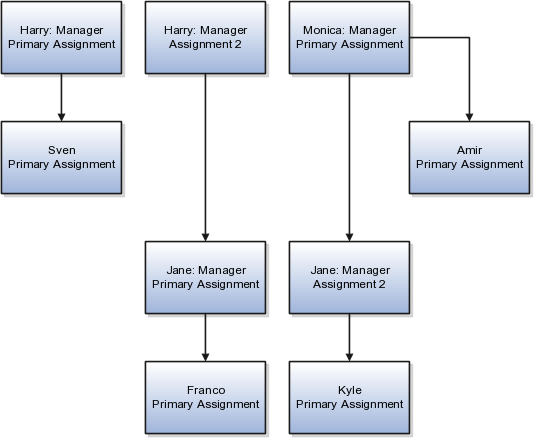 Harry: Manager
Primary Assignment
Harry: Manager
Assignment 2
Monica: Manager
Primary Assignment
Sven
Primary Assignment
Amir
Primary Assignment
Jane: Manager
Primary Assignment
Jane: Manager
Assignment 2
Franco
Primary Assignment
Kyle
Primary Assignment